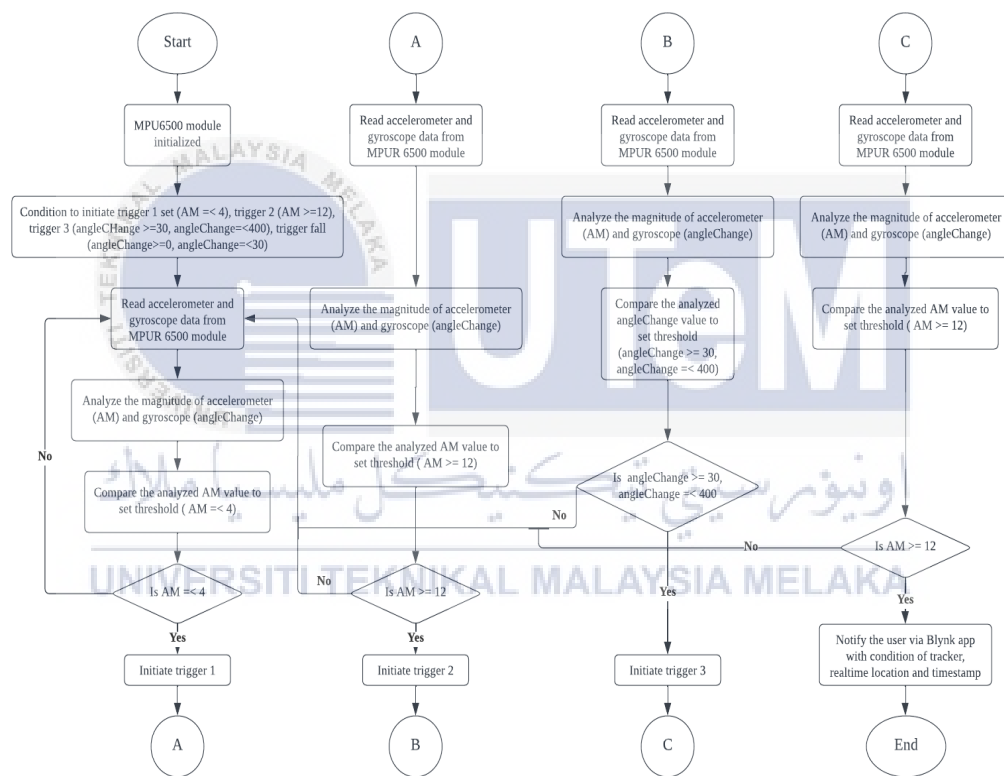 Start
MPU6500 module
initialized
Condition to initiate trigger 1 set (AM =< 4), trigger 2 (AM >=12),
trigger 3 (angleCHange >=30, angleChange=<400), trigger fall
(angleChange>=0, angleChange=<30)
Read accelerometer and
gyroscope data from
MPUR 6500 module
Analyze the magnitude of accelerometer
(AM) and gyroscope (angleChange)
No
Compare the analyzed AM value to
set threshold ( AM =< 4)
Is AM =< 4
Yes
Initiate trigger 1
A
A
Read accelerometer and
gyroscope data from
MPUR 6500 module
Analyze the magnitude of accelerometer
(AM) and gyroscope (angleChange)
Compare the analyzed AM value to
set threshold ( AM >= 12)
No
Is AM >= 12
Yes
Initiate trigger 2
B
B
Read accelerometer and
gyroscope data from
MPUR 6500 module
Analyze the magnitude of accelerometer
(AM) and gyroscope (angleChange)
Compare the analyzed
angleChange value to
set threshold
(angleChange >= 30,
angleChange =< 400)
Is angleChange >= 30,
angleChange =< 400
No
Yes
Initiate trigger 3
C
C
Read accelerometer and
gyroscope data from
MPUR 6500 module
Analyze the magnitude of accelerometer
(AM) and gyroscope (angleChange)
Compare the analyzed AM value to
set threshold ( AM >= 12)
Is AM >= 12
No
Yes
Notify the user via Blynk app
with condition of tracker,
realtime location and timestamp
End
UNIVERSITI TEKNIKAL MALAYSIA MELAKA
UTeM
اونيۏرسيتي تيکنيکل مليسيا ملاك
UNIVERSITI TEKNIKAL MALAYSIA MELAKA